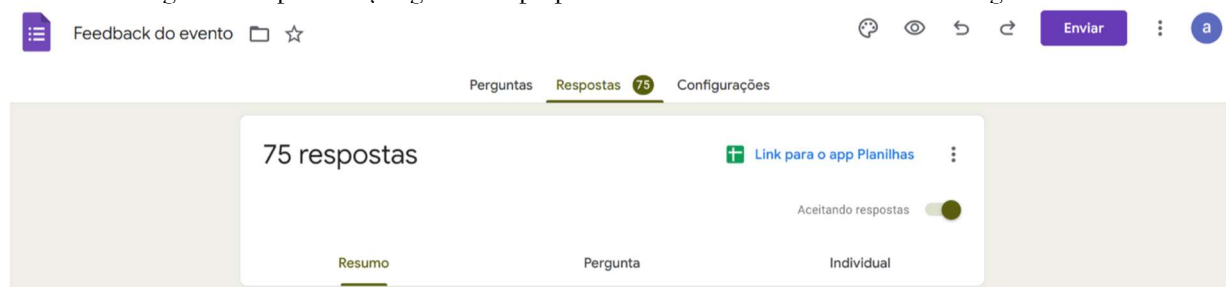 Feedback do evento
Enviar
a
Perguntas Respostas 75 Configurações
75 respostas
Link para o app Planilhas
Aceitando respostas
Resumo Pergunta Individual